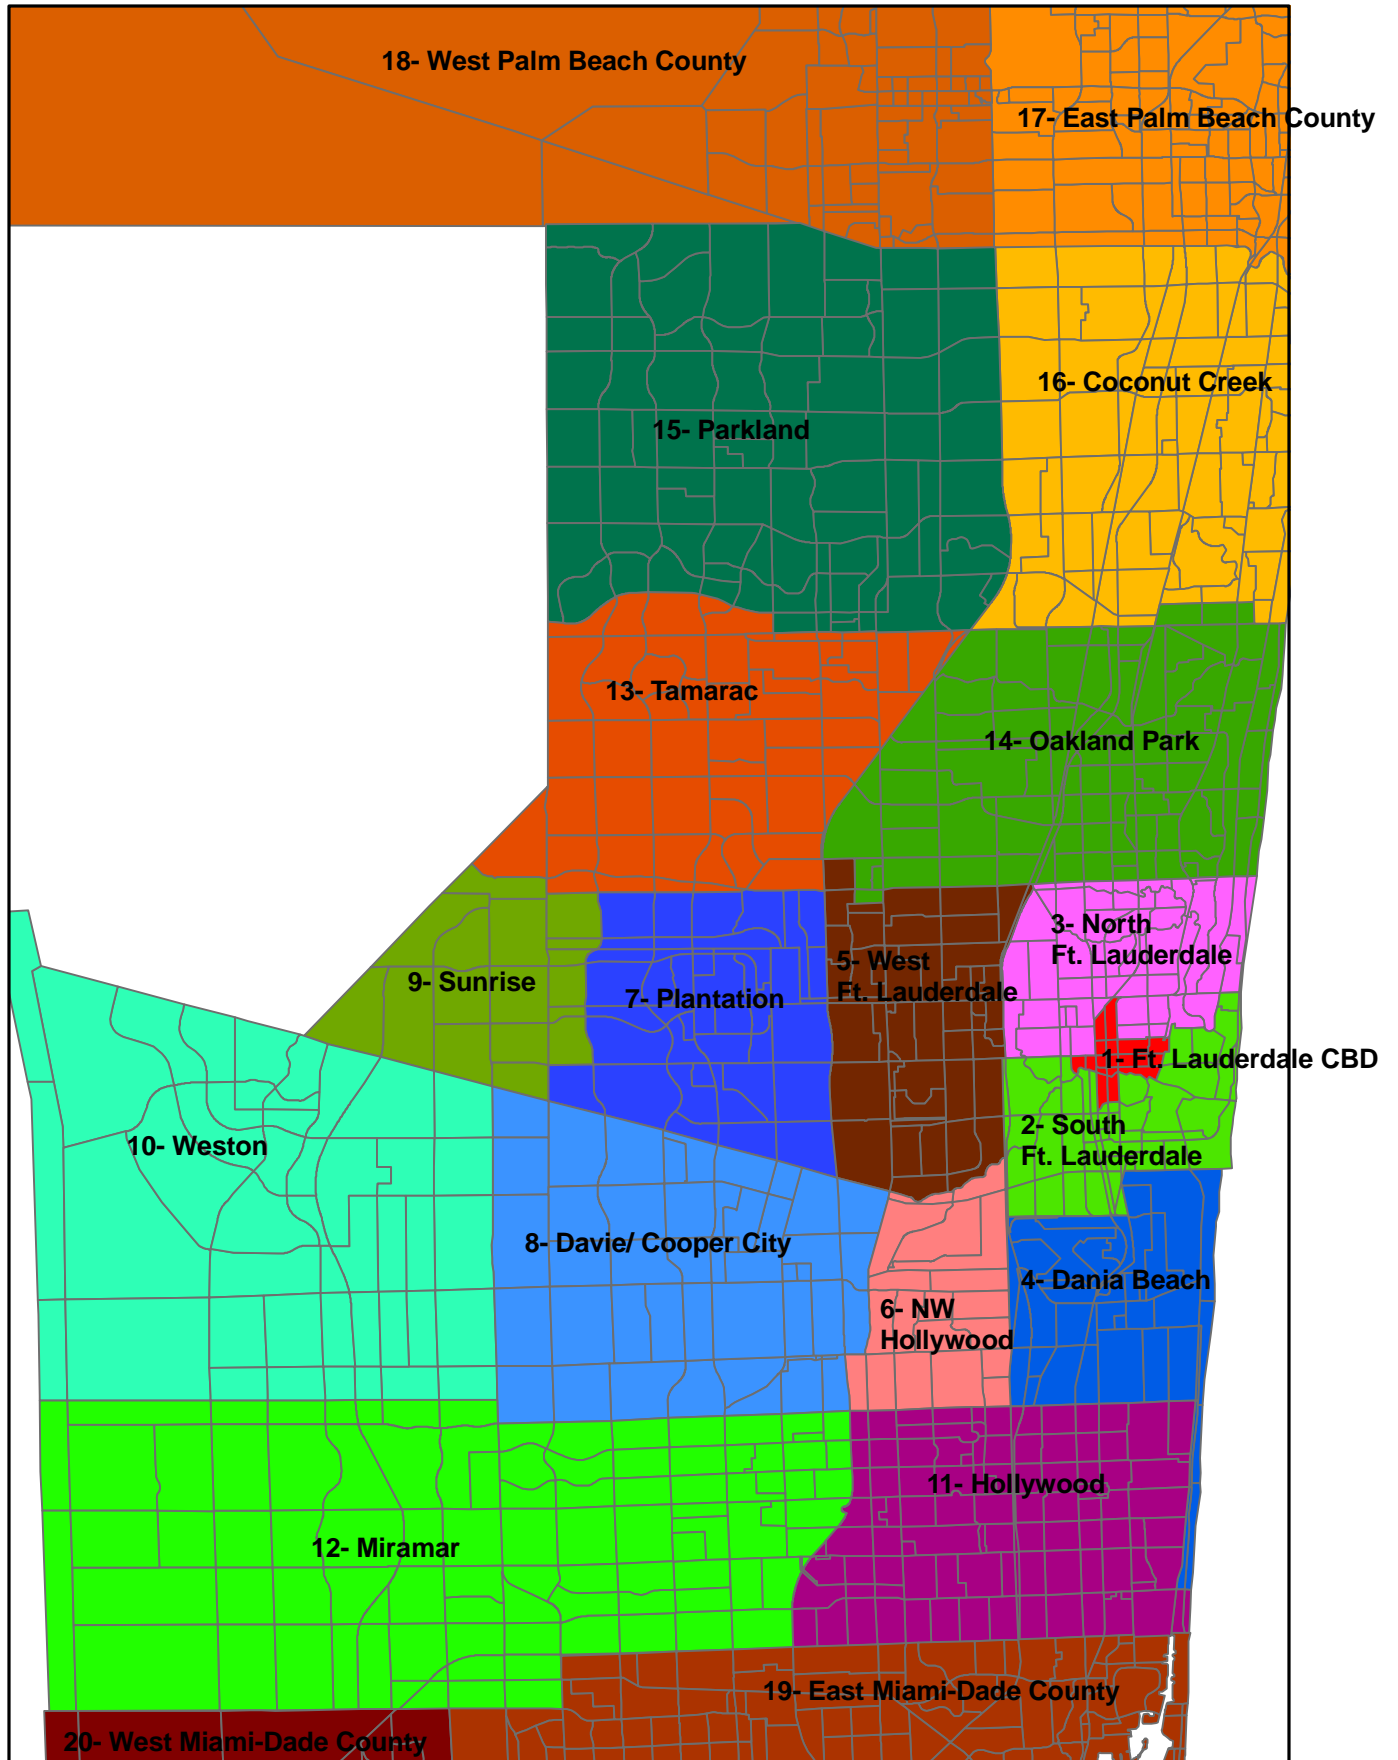 18- West Palm Beach County
17- East Palm Beach County
16- Coconut Creek
15- Parkland
13- Tamarac
14- Oakland Park
3- North
Ft. Lauderdale
5- West
Ft. Lauderdale
9- Sunrise
7- Plantation
1- Ft. Lauderdale CBD
2- South
Ft. Lauderdale
10- Weston
8- Davie/ Cooper City
4- Dania Beach
6- NW
Hollywood
11- Hollywood
12- Miramar
19- East Miami-Dade County
20- West Miami-Dade County